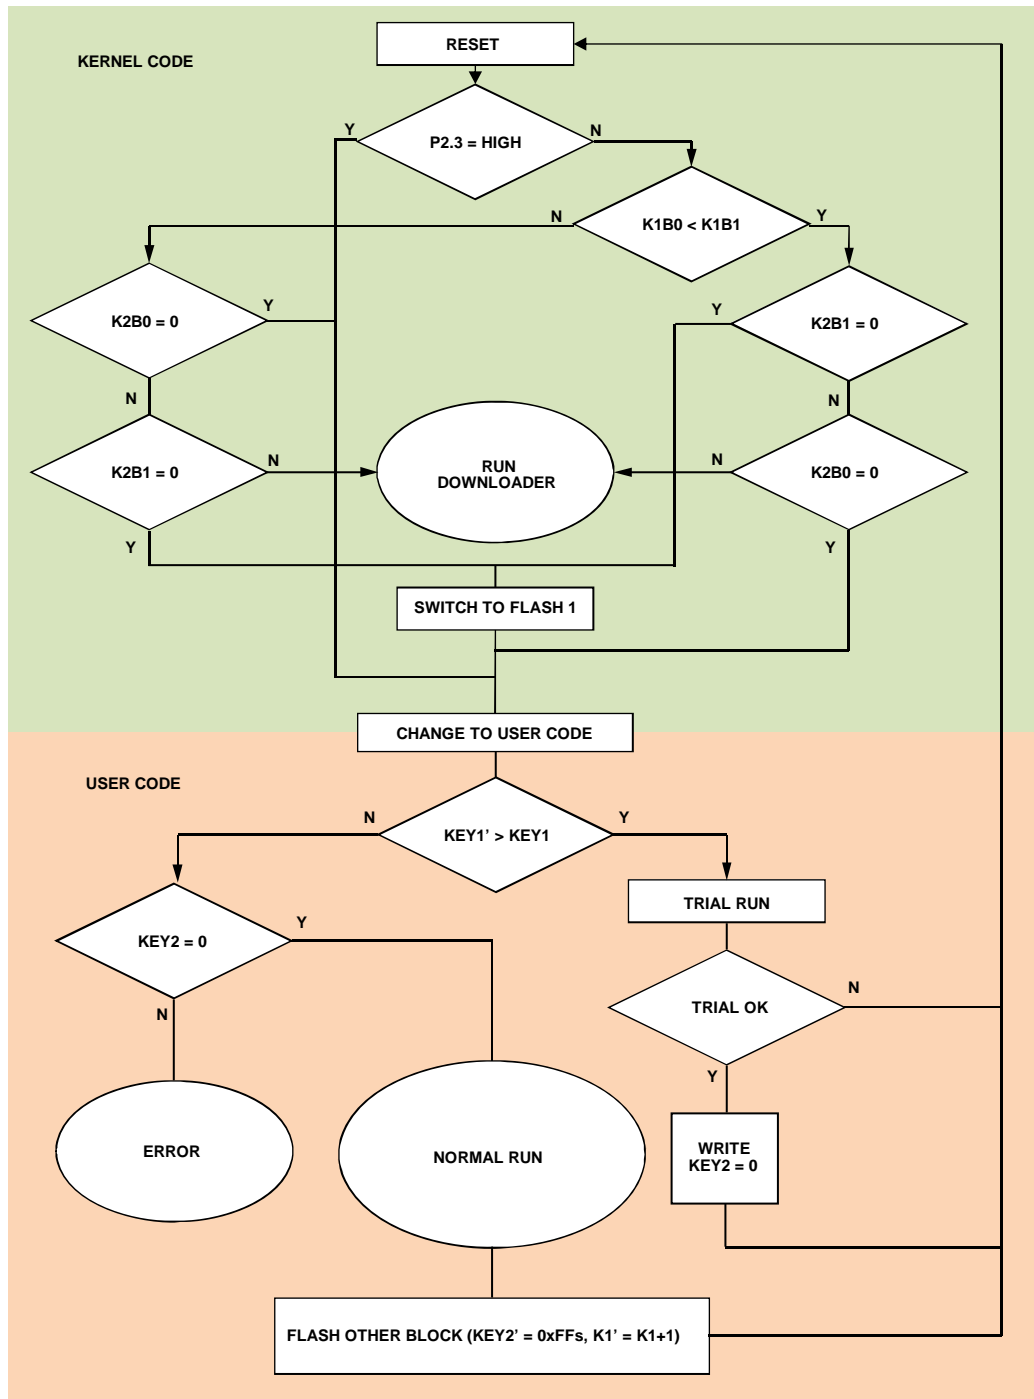 RESET
KERNEL CODE
Y
P2.3 = HIGH
N
N
K1B0 < K1B1
Y
K2B0 = 0
Y
Y
K2B1 = 0
N
N
K2B1 = 0
N
RUN
DOWNLOADER
N
K2B0 = 0
Y
Y
SWITCH TO FLASH 1
CHANGE TO USER CODE
USER CODE
N
KEY1' > KEY1
Y
TRIAL RUN
KEY2 = 0
Y
N
TRIAL OK
N
Y
ERROR
NORMAL RUN
WRITE
KEY2 = 0
FLASH OTHER BLOCK (KEY2' = 0xFFs, K1' = K1+1)